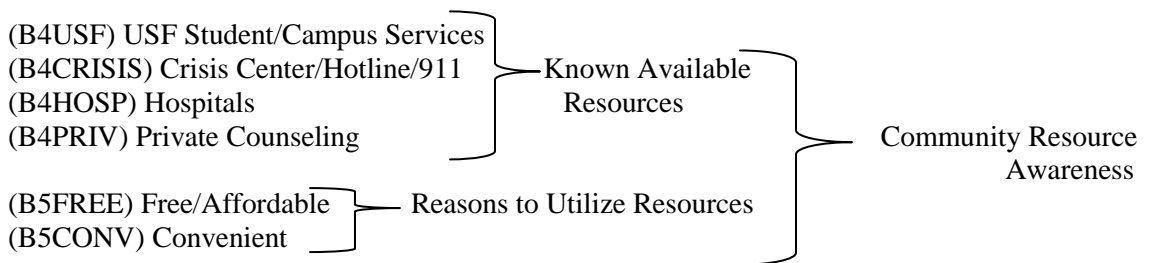 (B4USF) USF Student/Campus Services
(B4CRISIS) Crisis Center/Hotline/911
(B4HOSP) Hospitals
(B4PRIV) Private Counseling
Known Available
Resources
(B5FREE) Free/Affordable
(B5CONV) Convenient
Reasons to Utilize Resources
Community Resource
Awareness